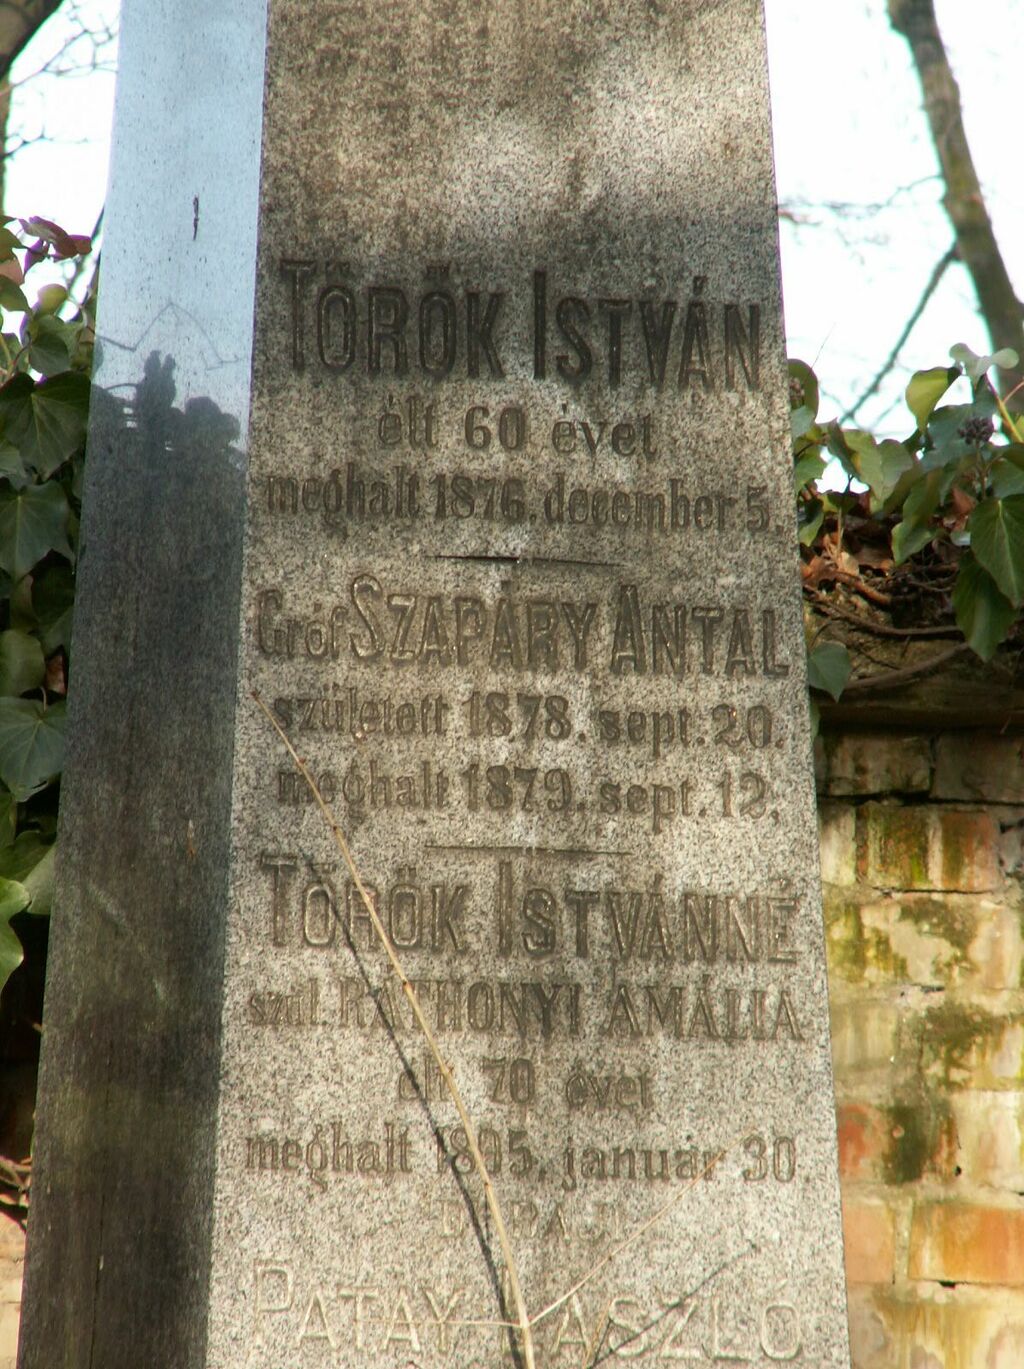 TÖRÖK ISTVÁN
élt 60 évet
meghalt 1876. december 5.
Gróf SZAPÁRY ANTAL
született 1878. sept. 20.
meghalt 1879. sept. 12.
TÖRÖK ISTVÁNNÉ
szül. RÁTHONYI AMÁLIA
élt 70 évet
meghalt 1895. január 30
PATAY LÁSZLÓ